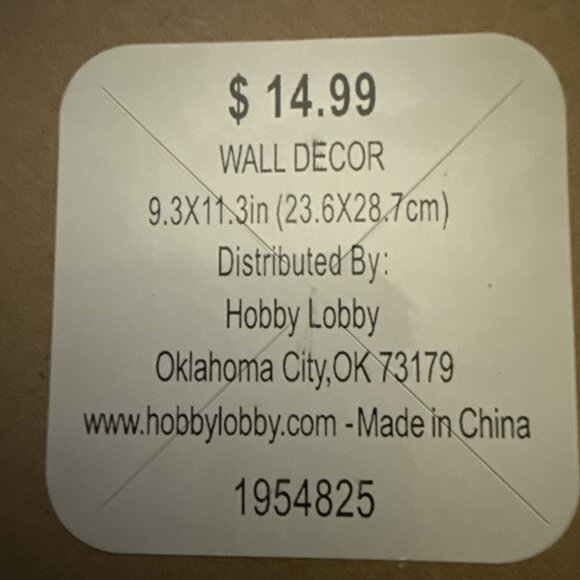 $ 14.99
WALL DECOR
9.3X11.3in (23.6X28.7cm)
Distributed By:
Hobby Lobby
Oklahoma City,OK 73179
www.hobbylobby.com -Made in China
1954825